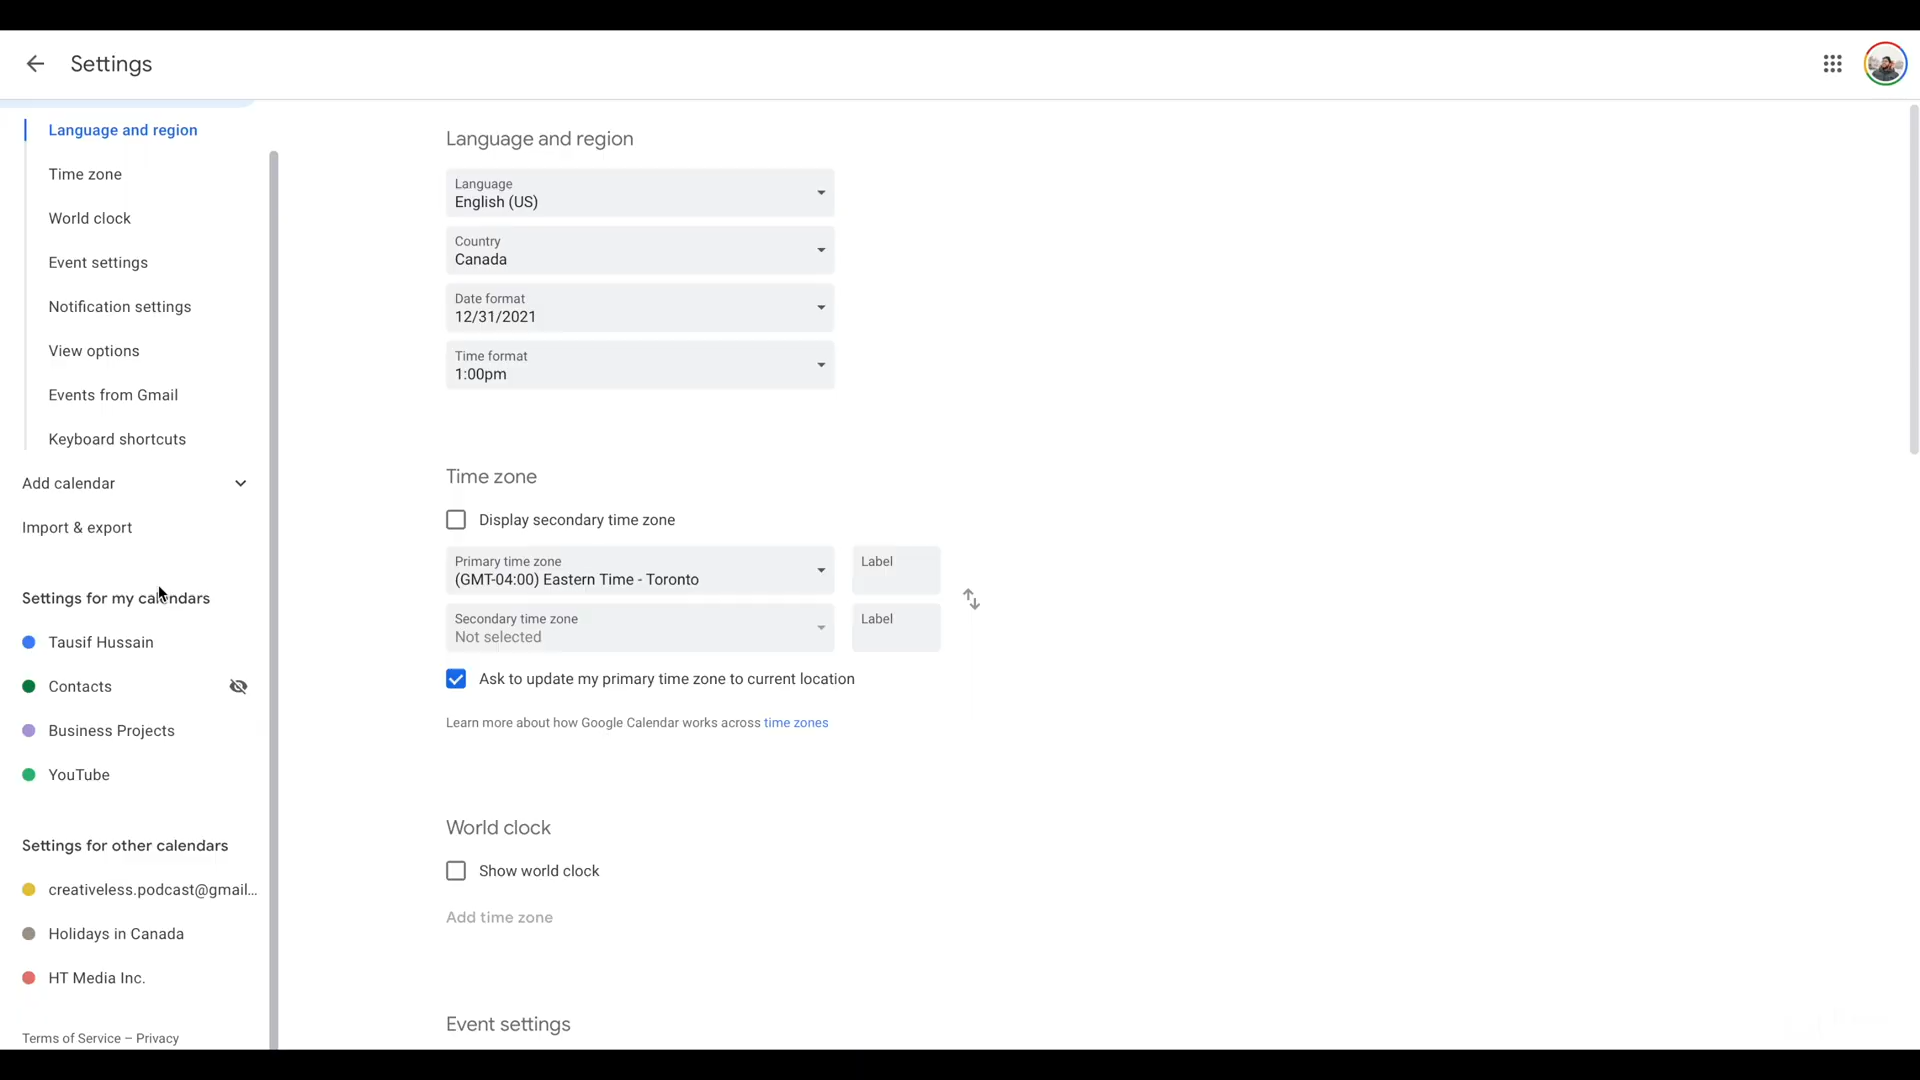 Settings
Language and region
Time zone
World clock
Event settings
Notification settings
View options
Events from Gmail
Keyboard shortcuts
Add calendar
Import & export
Settings for my calendars
Tausif Hussain
Contacts
Business Projects
YouTube
Settings for other calendars
creativeless.podcast@gmail...
Holidays in Canada
HT Media Inc.
Terms of Service – Privacy
Language and region
Language
English (US)
Country
Canada
Date format
12/31/2021
Time format
1:00pm
Time zone
Display secondary time zone
Primary time zone
(GMT-04:00) Eastern Time - Toronto
Label
Secondary time zone
Not selected
Label
Ask to update my primary time zone to current location
Learn more about how Google Calendar works across time zones
World clock
Show world clock
Add time zone
Event settings